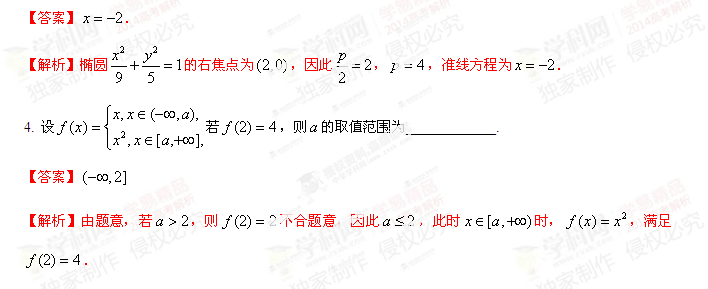 【答案】 x = −2.
【解析】椭圆 x²/9 + y²/5 = 1 的右焦点为 (2,0)，因此 p/2 = 2， p = 4，准线方程为 x = −2.
4. 设 f(x) = { x, x∈(−∞,a), x², x∈[a,+∞], 若 f(2) = 4，则 a 的取值范围为_____________.
【答案】 (−∞,2]
【解析】由题意，若 a > 2，则 f(2) = 2 不合题意，因此 a ≤ 2，此时 x∈[a,+∞) 时， f(x) = x²，满足
f(2) = 4．